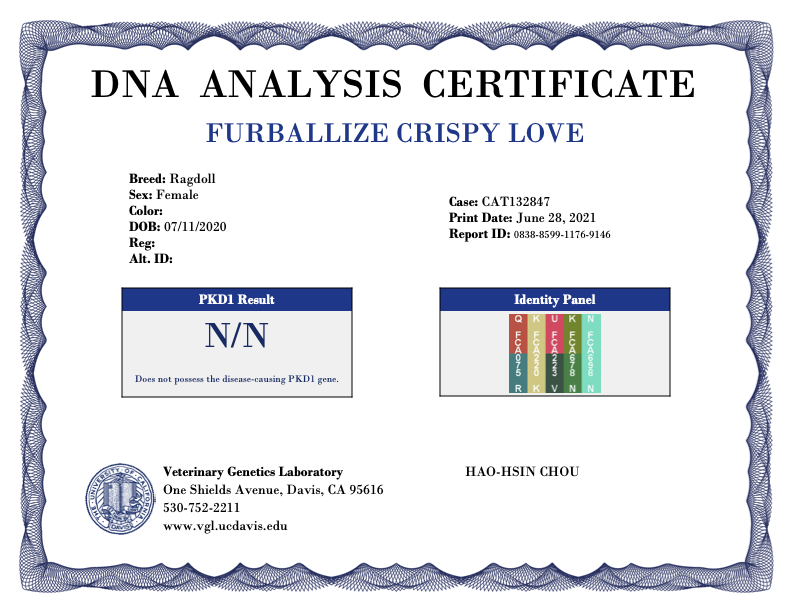 DNA ANALYSIS CERTIFICATE
FURBALLIZE CRISPY LOVE
Breed: Ragdoll
Sex: Female
Color:
DOB: 07/11/2020
Reg:
Alt. ID:
Case: CAT132847
Print Date: June 28, 2021
Report ID: 0838-8599-1176-9146
PKD1 Result
N/N
Does not possess the disease-causing PKD1 gene.
Identity Panel
Q K U K N
FCA075 FCA220 FCA223 FCA678 FCA698
R K V N N
THE UNIVERSITY OF CALIFORNIA
DAVIS
Veterinary Genetics Laboratory
One Shields Avenue, Davis, CA 95616
530-752-2211
www.vgl.ucdavis.edu
HAO-HSIN CHOU